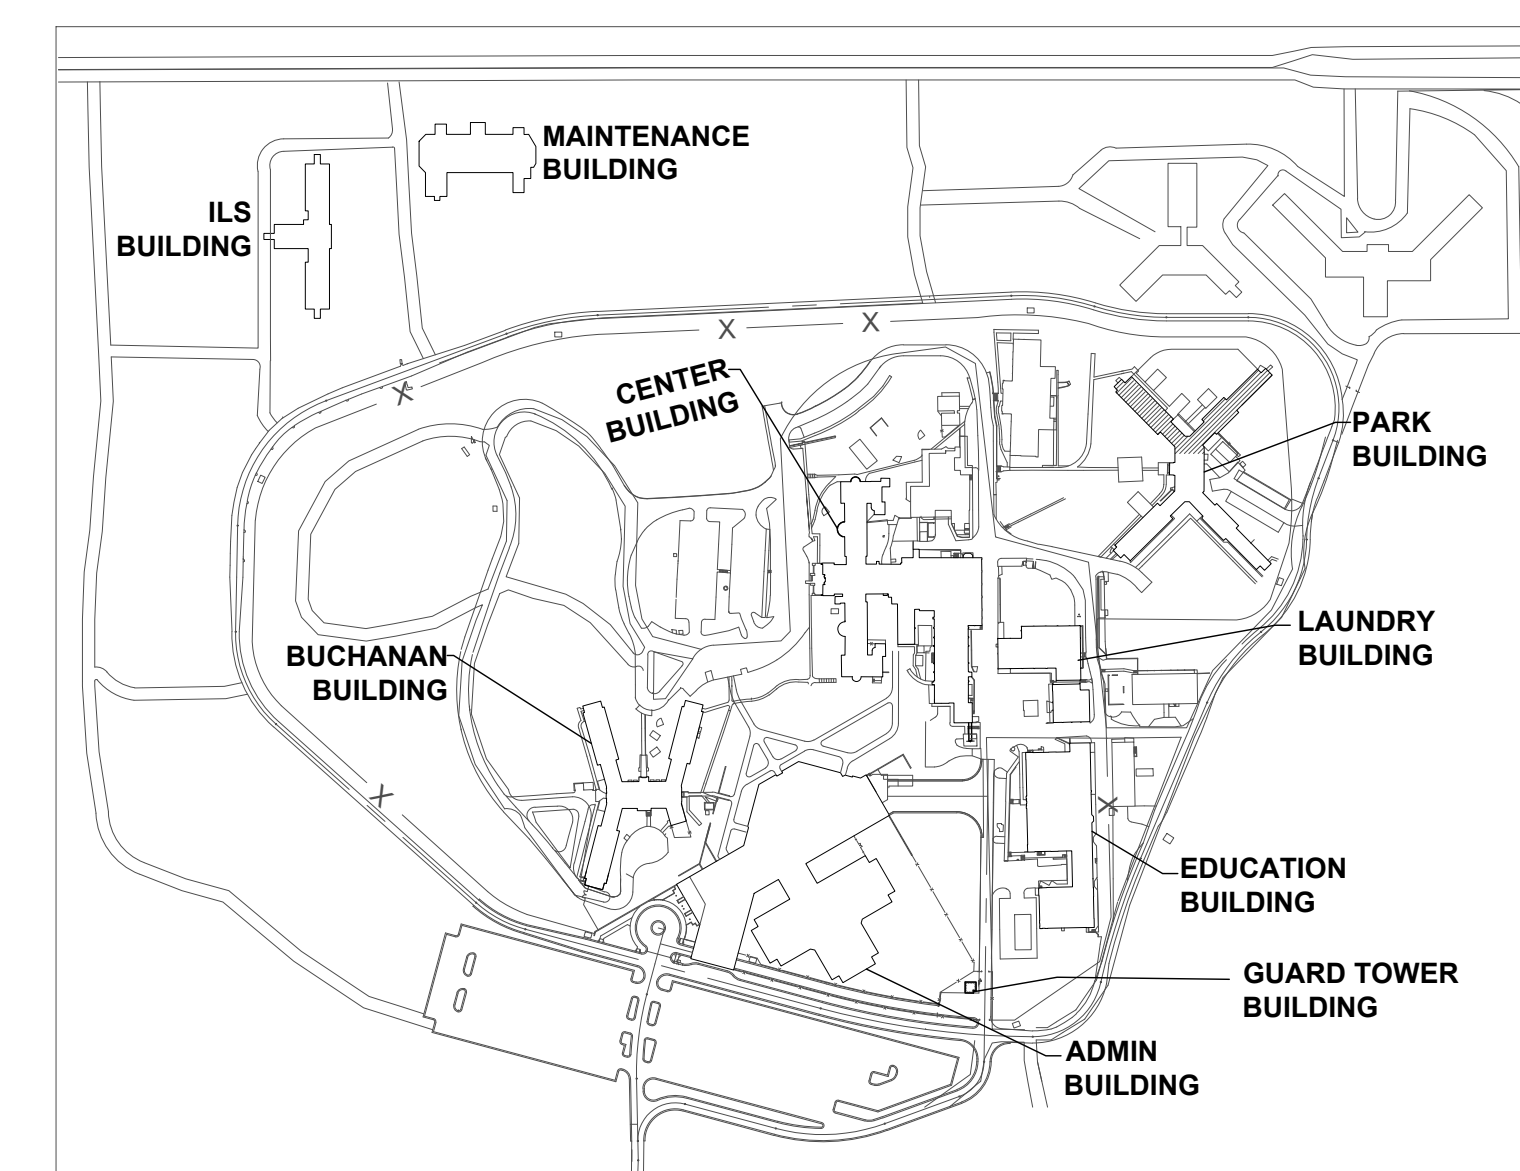 MAINTENANCE
BUILDING
ILS
BUILDING
X
X
X
CENTER
BUILDING
PARK
BUILDING
LAUNDRY
BUILDING
BUCHANAN
BUILDING
X
X
EDUCATION
BUILDING
GUARD TOWER
BUILDING
ADMIN
BUILDING